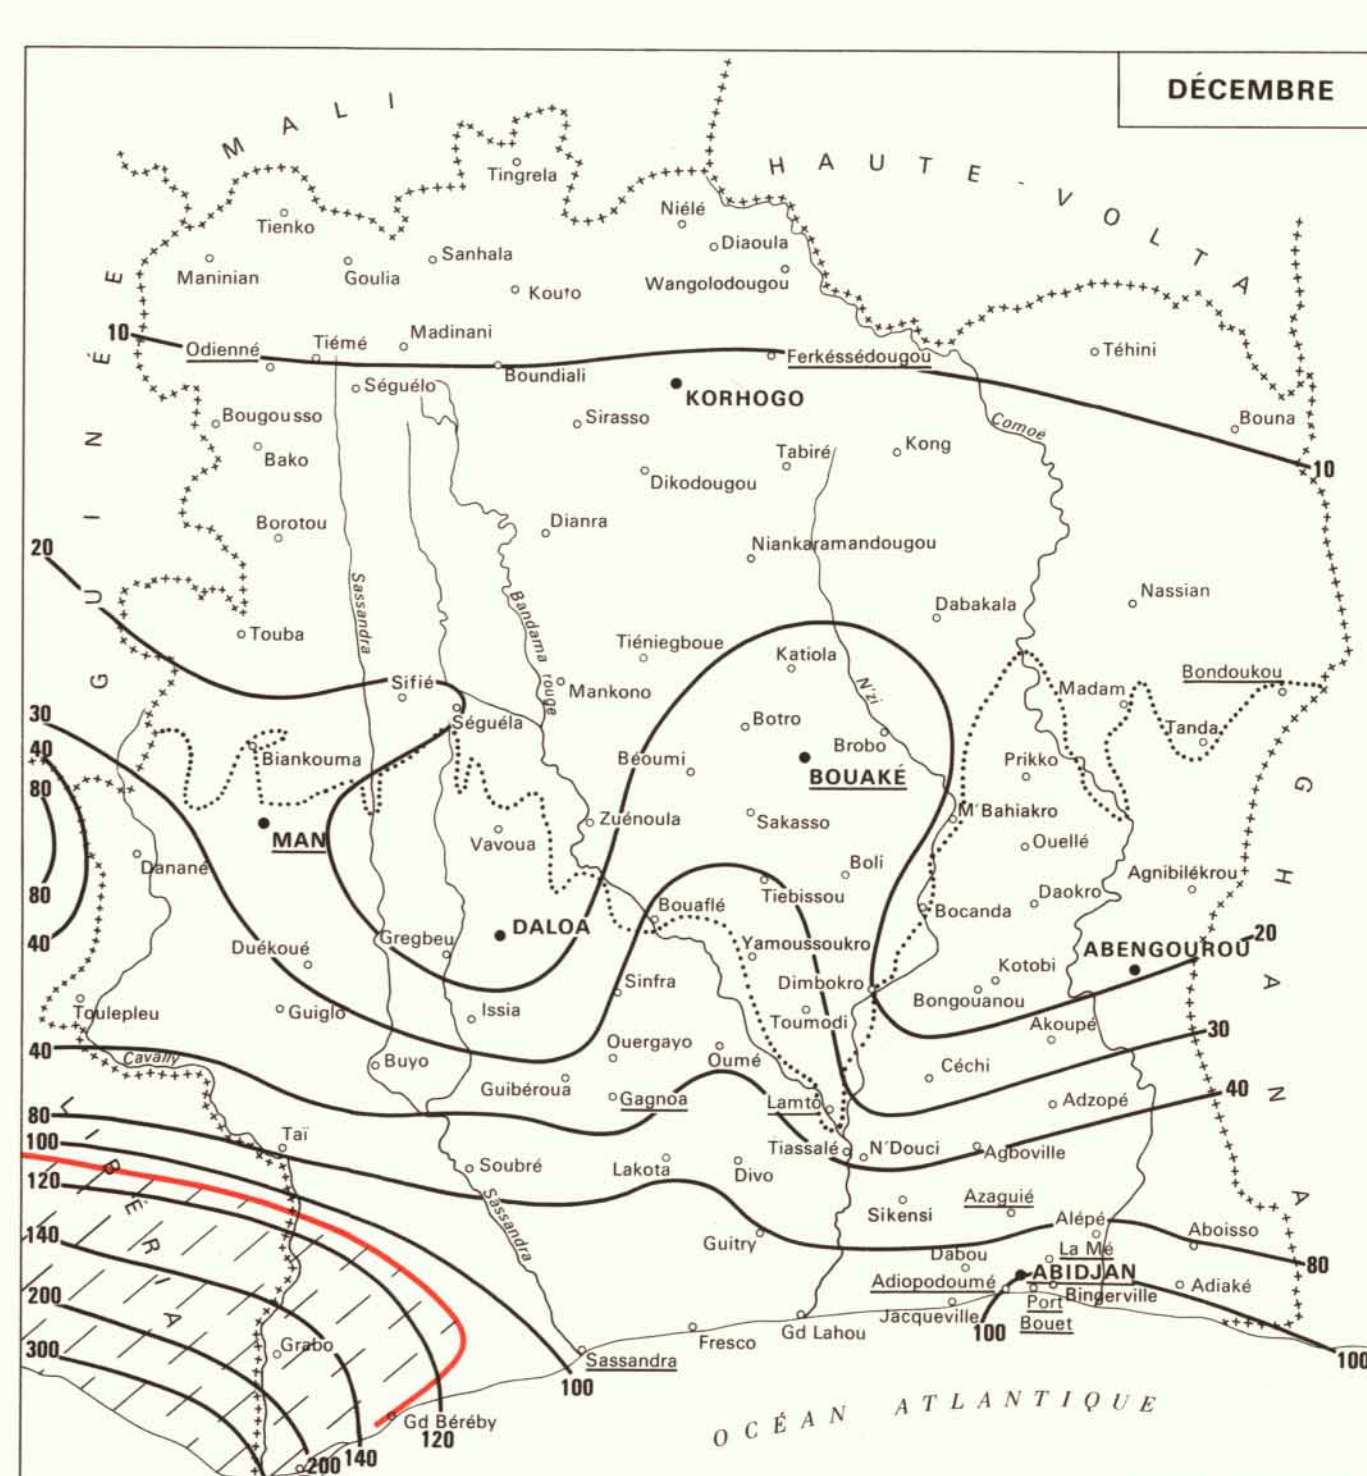 DÉCEMBRE
MALI
HAUTE-VOLTA
GUINÉE
Tingrela
Tienko
Niélé
Diaoula
Sanhala
Maninian
Goulia
Kouto
Wangolodougou
10
Madinani
Tiémé
Odienné
Ferkéssédougou
Téhini
Boundiali
Séguélo
KORHOGO
Bougousso
Sirasso
Bouna
Comoé
Bako
Tabiré
Kong
10
Dikodougou
Borotou
Dianra
Niankaramandougou
20
Sassandra
Bandama rouge
Nassian
Dabakala
Touba
Tiéniegboue
Katiola
Sifié
Mankono
N'zi
Madam
Bondoukou
30
Séguéla
Botro
Tanda
40
Biankouma
Béoumi
Brobo
Prikko
80
BOUAKÉ
GHANA
MAN
Zuénoula
Sakasso
M'Bahiakro
Vavoua
Ouellé
Danané
Boli
Agnibilékrou
80
Tiebissou
Daokro
Bouaflé
Bocanda
DALOA
40
Duékoué
Gregbeu
Yamoussoukro
ABENGOUROU
20
Kotobi
Sinfra
Dimbokro
Bongouanou
Toulepleu
Guiglo
Issia
Toumodi
Akoupé
30
40
Cavally
Buyo
Ouergayo
Oumé
Céchi
Guibéroua
40
80
Gagnoa
Lamto
Adzopé
100
Taï
Tiassalé
N'Douci
Agboville
LIBÉRIA
120
Soubré
Lakota
Divo
Sassandra
Azaguié
Sikensi
140
Guitry
Alépé
Aboisso
Dabou
La Mé
80
200
Adiopodoumé
ABIDJAN
Adiaké
Jacqueville
Port
Bouet
Bingerville
Grabo
100
300
Fresco
Gd Lahou
Sassandra
100
100
OCÉAN ATLANTIQUE
Gd Béréby
120
140
200